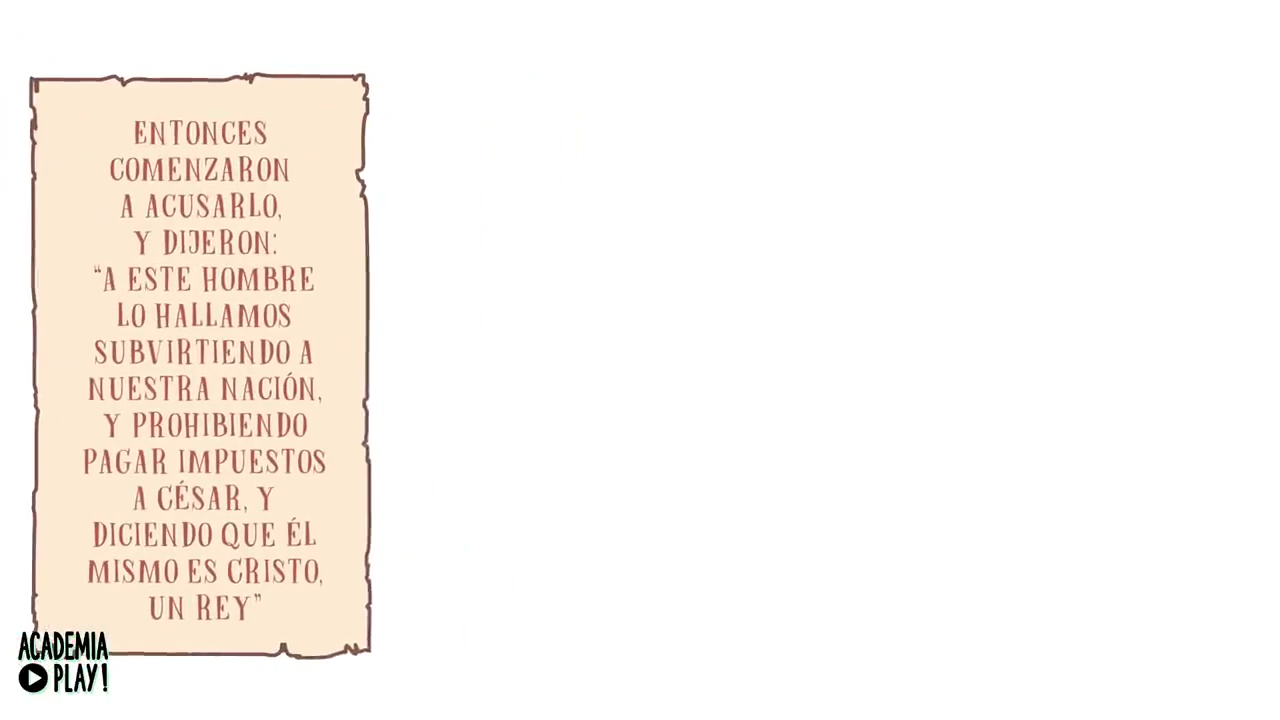 ENTONCES
COMENZARON
A ACUSARLO,
Y DIJERON:
“A ESTE HOMBRE
LO HALLAMOS
SUBVIRTIENDO A
NUESTRA NACIÓN,
Y PROHIBIENDO
PAGAR IMPUESTOS
A CÉSAR, Y
DICIENDO QUE ÉL
MISMO ES CRISTO,
UN REY”
ACADEMIA
PLAY!